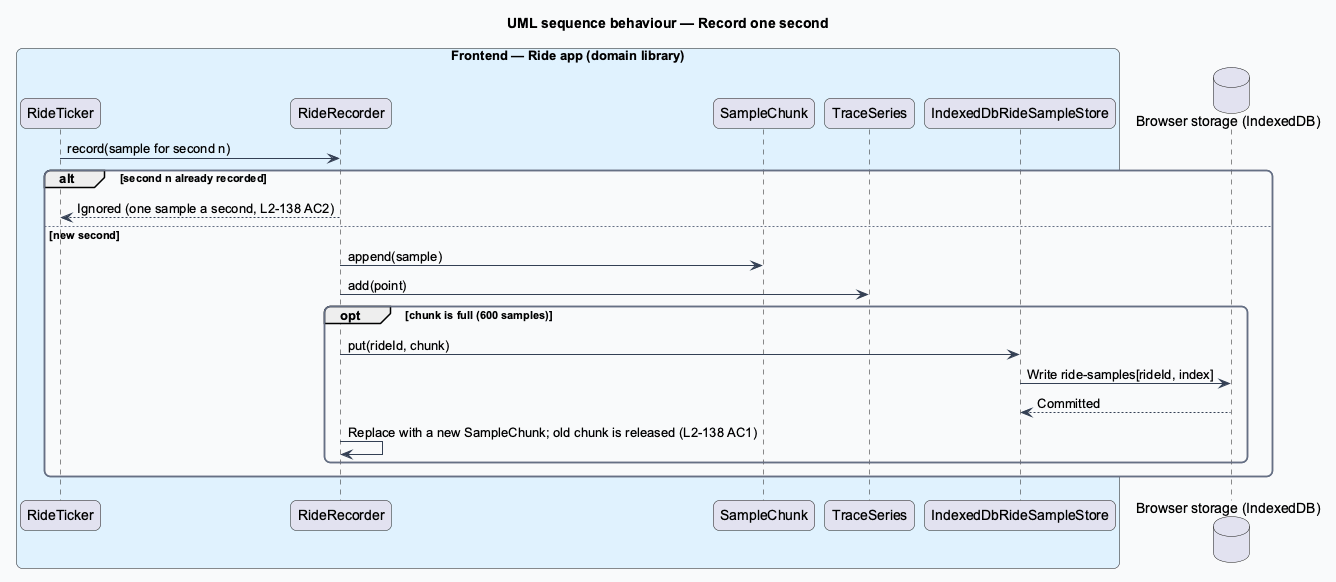 UML sequence behaviour — Record one second
Frontend — Ride app (domain library)
RideTicker
RideRecorder
SampleChunk
TraceSeries
IndexedDbRideSampleStore
Browser storage (IndexedDB)
record(sample for second n)
alt
[second n already recorded]
Ignored (one sample a second, L2-138 AC2)
[new second]
append(sample)
add(point)
opt
[chunk is full (600 samples)]
put(rideId, chunk)
Write ride-samples[rideId, index]
Committed
Replace with a new SampleChunk; old chunk is released (L2-138 AC1)
RideTicker
RideRecorder
SampleChunk
TraceSeries
IndexedDbRideSampleStore
Browser storage (IndexedDB)